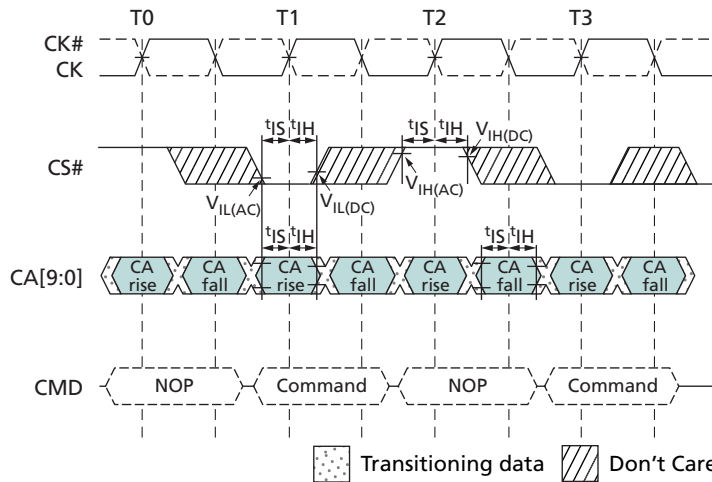 T0 T1 T2 T3
CK#
CK
tIS tIH tIS tIH VIH(DC)
CS#
VIL(AC) VIL(DC) VIH(AC)
tIS tIH tIS tIH
CA[9:0] CA rise CA fall CA rise CA fall CA rise CA fall CA rise CA fall
CMD NOP Command NOP Command
Transitioning data Don't Care